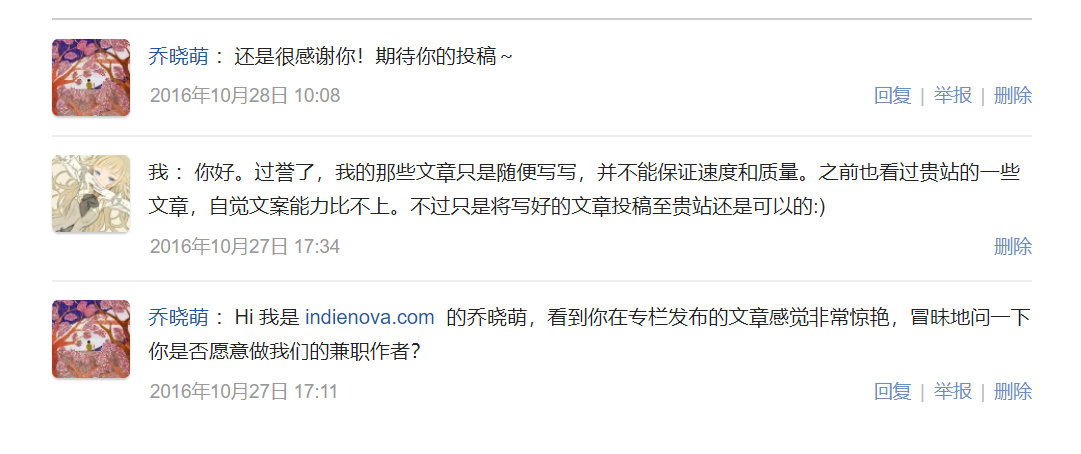 乔晓萌 ：还是很感谢你！期待你的投稿～
2016年10月28日 10:08
回复 | 举报 | 删除
我 ：你好。过誉了，我的那些文章只是随便写写，并不能保证速度和质量。之前也看过贵站的一些
文章，自觉文案能力比不上。不过只是将写好的文章投稿至贵站还是可以的:)
2016年10月27日 17:34
删除
乔晓萌 ：Hi 我是 indienova.com 的乔晓萌，看到你在专栏发布的文章感觉非常惊艳，冒昧地问一下
你是否愿意做我们的兼职作者？
2016年10月27日 17:11
回复 | 举报 | 删除